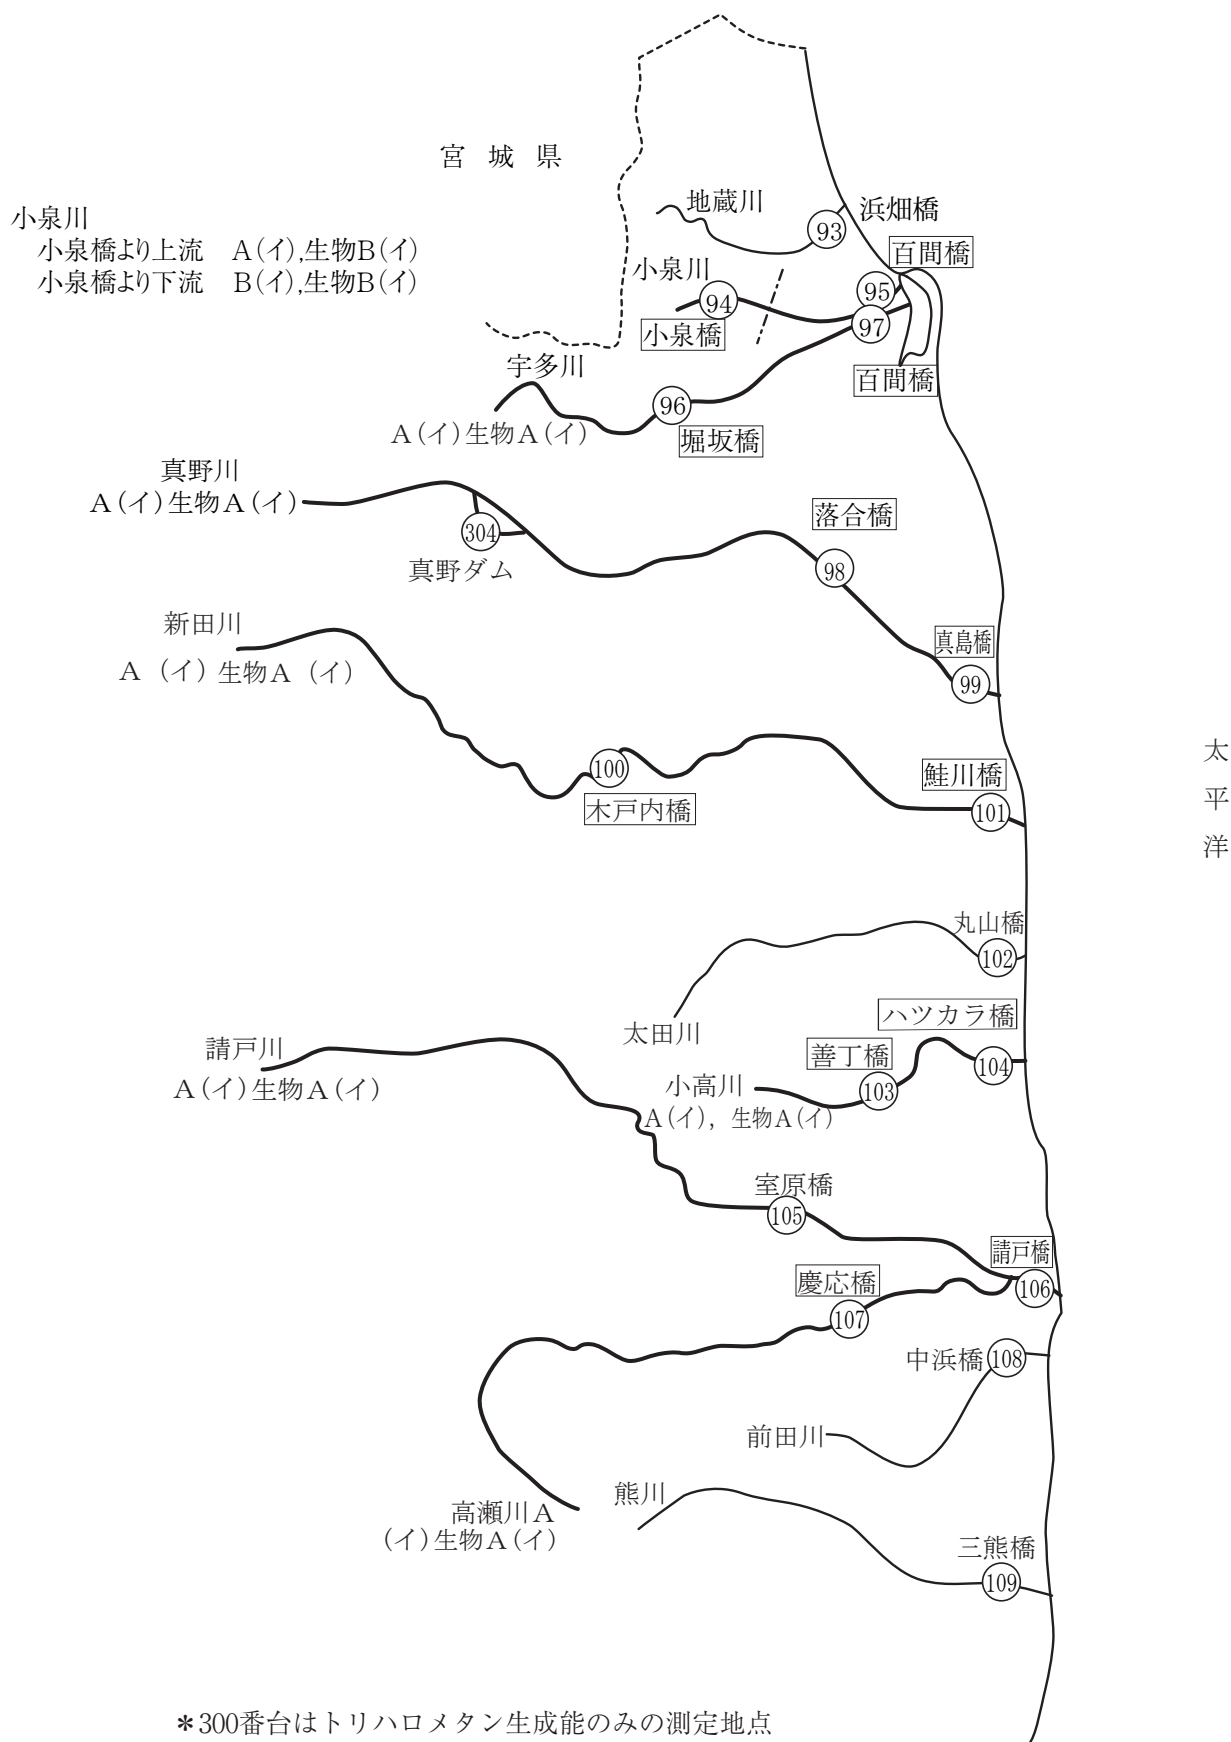 宮城県
地蔵川
93
浜畑橋
小泉川
小泉橋より上流 A(イ),生物B(イ)
小泉橋より下流 B(イ),生物B(イ)
百間橋
小泉川
94
95
小泉橋
97
百間橋
宇多川
A(イ)生物A(イ)
96
堀坂橋
真野川
A(イ)生物A(イ)
304
真野ダム
落合橋
98
新田川
A (イ) 生物A (イ)
真島橋
99
100
木戸内橋
鮭川橋
101
太平洋
丸山橋
102
太田川
ハツカラ橋
104
善丁橋
103
小高川
A(イ), 生物A(イ)
請戸川
A(イ)生物A(イ)
室原橋
105
請戸橋
106
慶応橋
107
中浜橋
108
前田川
高瀬川A
(イ)生物A(イ)
熊川
三熊橋
109
*300番台はトリハロメタン生成能のみの測定地点